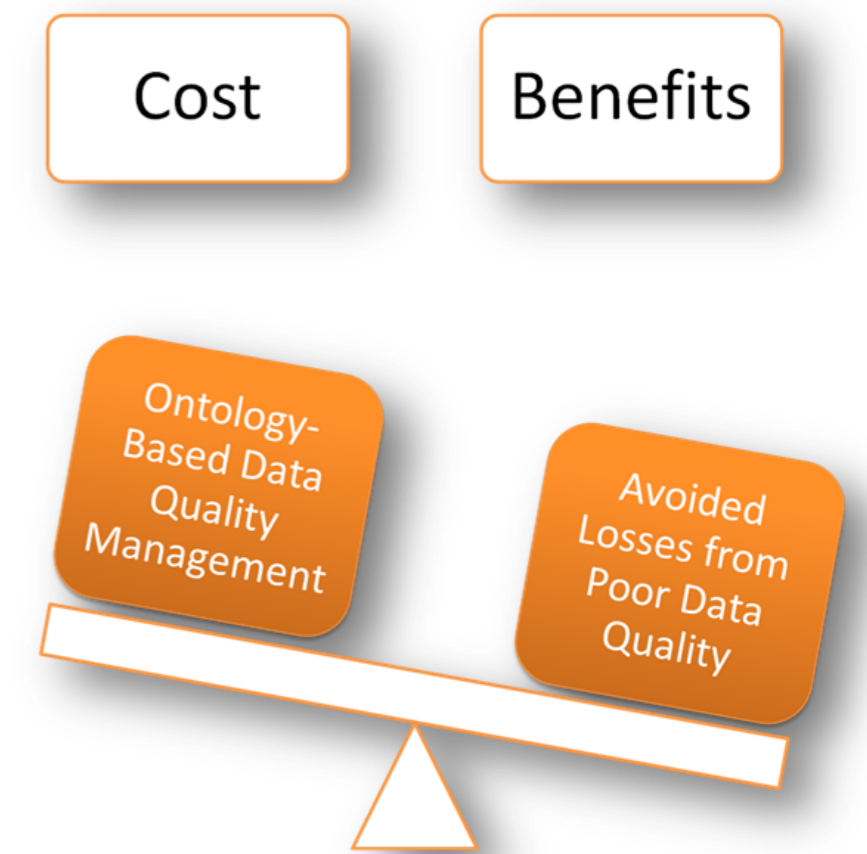 Cost
Benefits
Ontology-
Based Data
Quality
Management
Avoided
Losses from
Poor Data
Quality